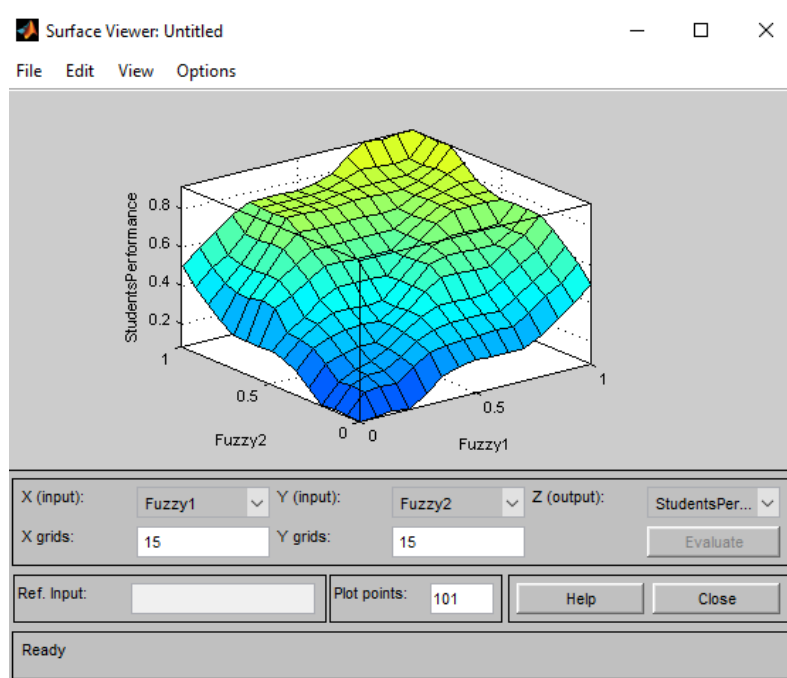 Surface Viewer: Untitled
File Edit View Options
StudentsPerformance
0.8
0.6
0.4
0.2
1
0.5
0
Fuzzy2
0
0.5
1
Fuzzy1
X (input): Fuzzy1 Y (input): Fuzzy2 Z (output): StudentsPer...
X grids: 15 Y grids: 15 Evaluate
Ref. Input: Plot points: 101 Help Close
Ready